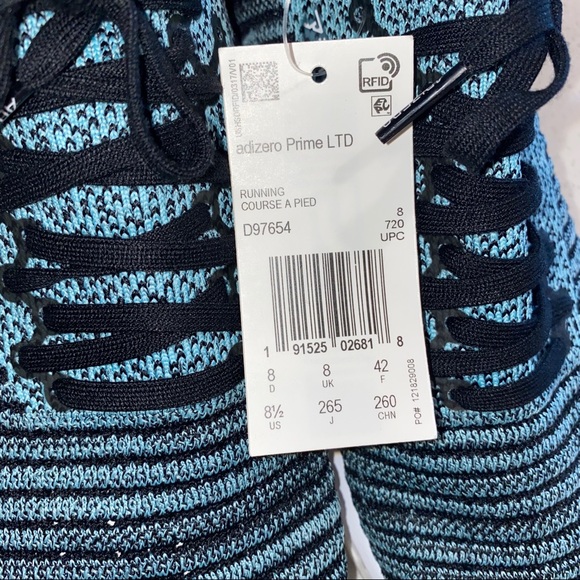 RFID
adizero Prime LTD
RUNNING
COURSE A PIED
D97654
8
720
UPC
1 91525 02681 8
8 8 42
D UK F
8½ 265 260
US J CHN
PO# 121829008